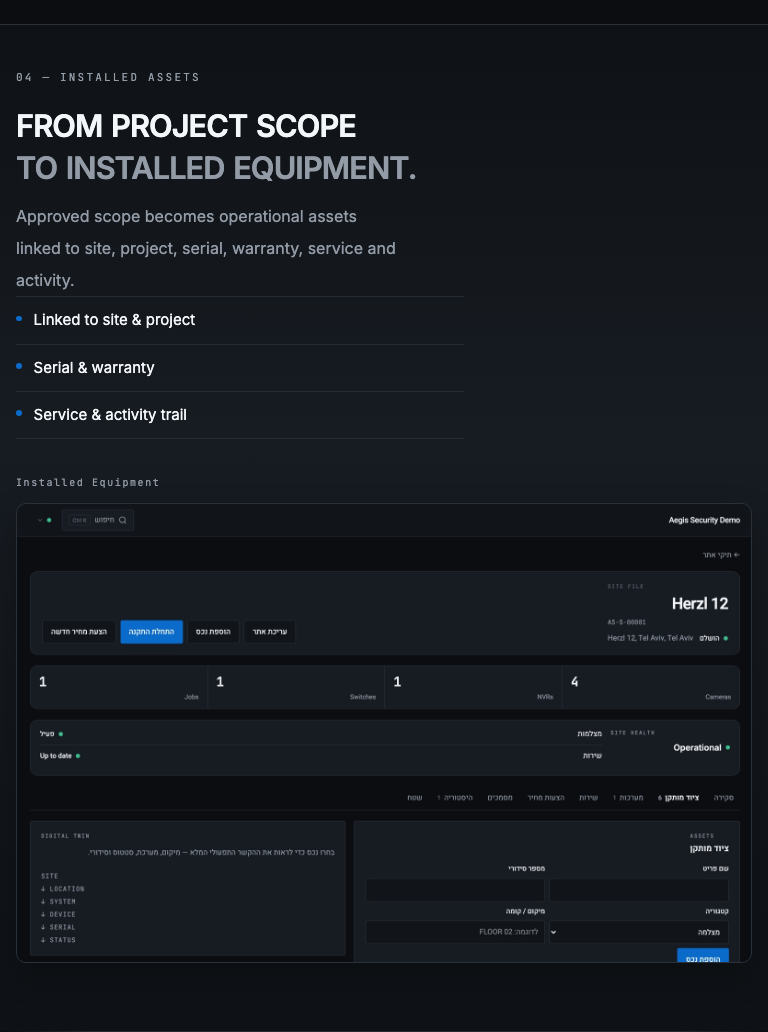 04 — INSTALLED ASSETS
FROM PROJECT SCOPE
TO INSTALLED EQUIPMENT.
Approved scope becomes operational assets
linked to site, project, serial, warranty, service and
activity.
Linked to site & project
Serial & warranty
Service & activity trail
Installed Equipment
Aegis Security Demo
חיפוש
← תיקי אתר
SITE FILE
Herzl 12
AS-S-00001
Herzl 12, Tel Aviv, Tel Aviv הושלם
עריכת אתר
הוספת נכס
התחלת התקנה
הצעת מחיר חדשה
1 Jobs
1 Switches
1 NVRs
4 Cameras
SITE HEALTH
Operational
מצלמות פעיל
שירות Up to date
סקירה ציוד מותקן 6 מערכות 1 שירות הצעות מחיר מסמכים היסטוריה 1 שטח
DIGITAL TWIN
בחרו נכס כדי לראות את ההקשר התפעולי המלא — מיקום, מערכת, סטטוס וסידורי.
SITE
↓ LOCATION
↓ SYSTEM
↓ DEVICE
↓ SERIAL
↓ STATUS
ASSETS
ציוד מותקן
שם פריט
מספר סידורי
קטגוריה
מיקום / קומה
מצלמה
לדוגמה: FLOOR 02
הוספת נכס